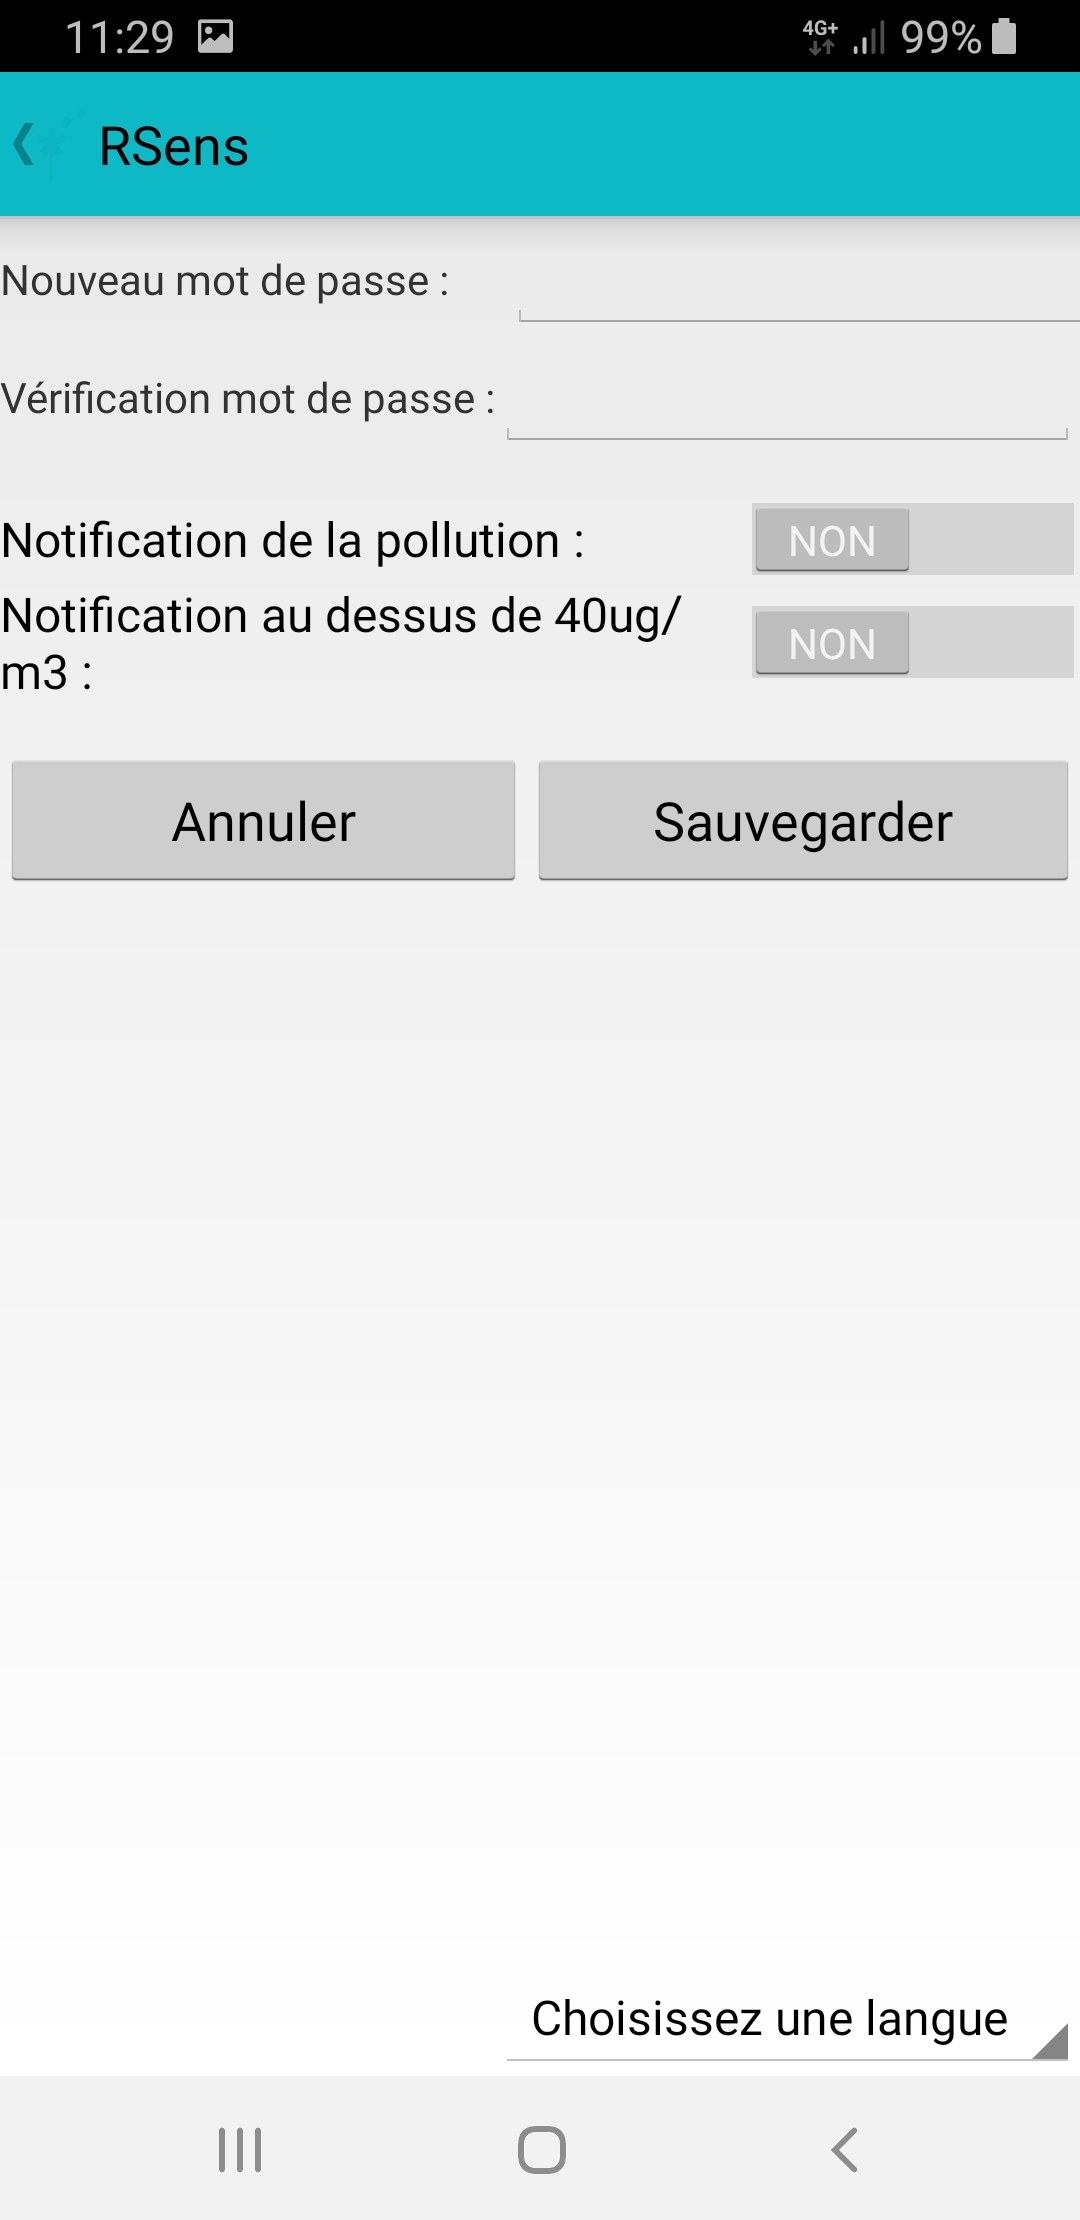 11:29
4G+ 99%
RSens
Nouveau mot de passe :
Vérification mot de passe :
Notification de la pollution :
NON
Notification au dessus de 40ug/
m3 :
NON
Annuler
Sauvegarder
Choisissez une langue